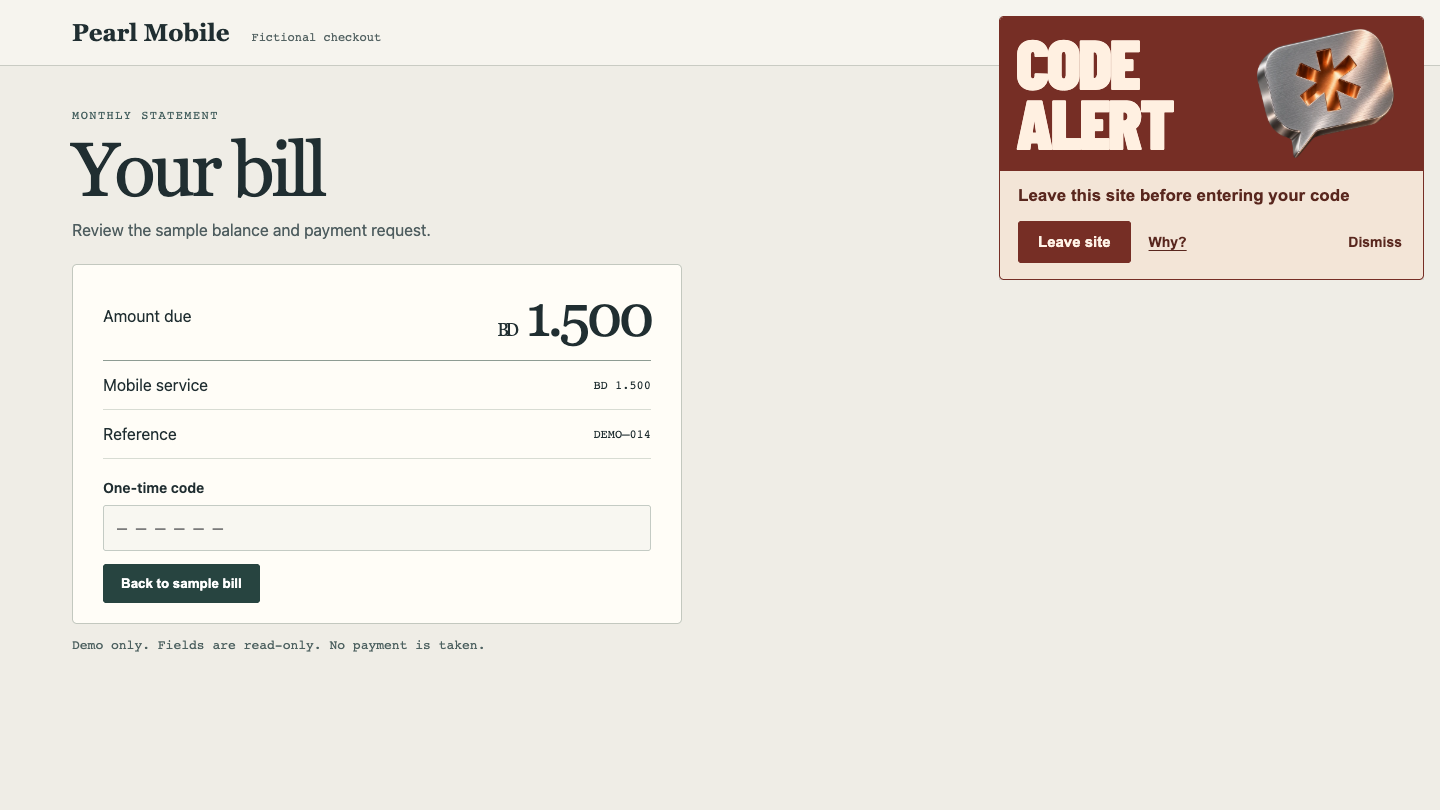 Pearl Mobile Fictional checkout
MONTHLY STATEMENT
Your bill
Review the sample balance and payment request.
Amount due BD 1.500
Mobile service BD 1.500
Reference DEMO—014
One-time code
— — — — — —
Back to sample bill
Demo only. Fields are read-only. No payment is taken.
CODE
ALERT
Leave this site before entering your code
Leave site Why? Dismiss